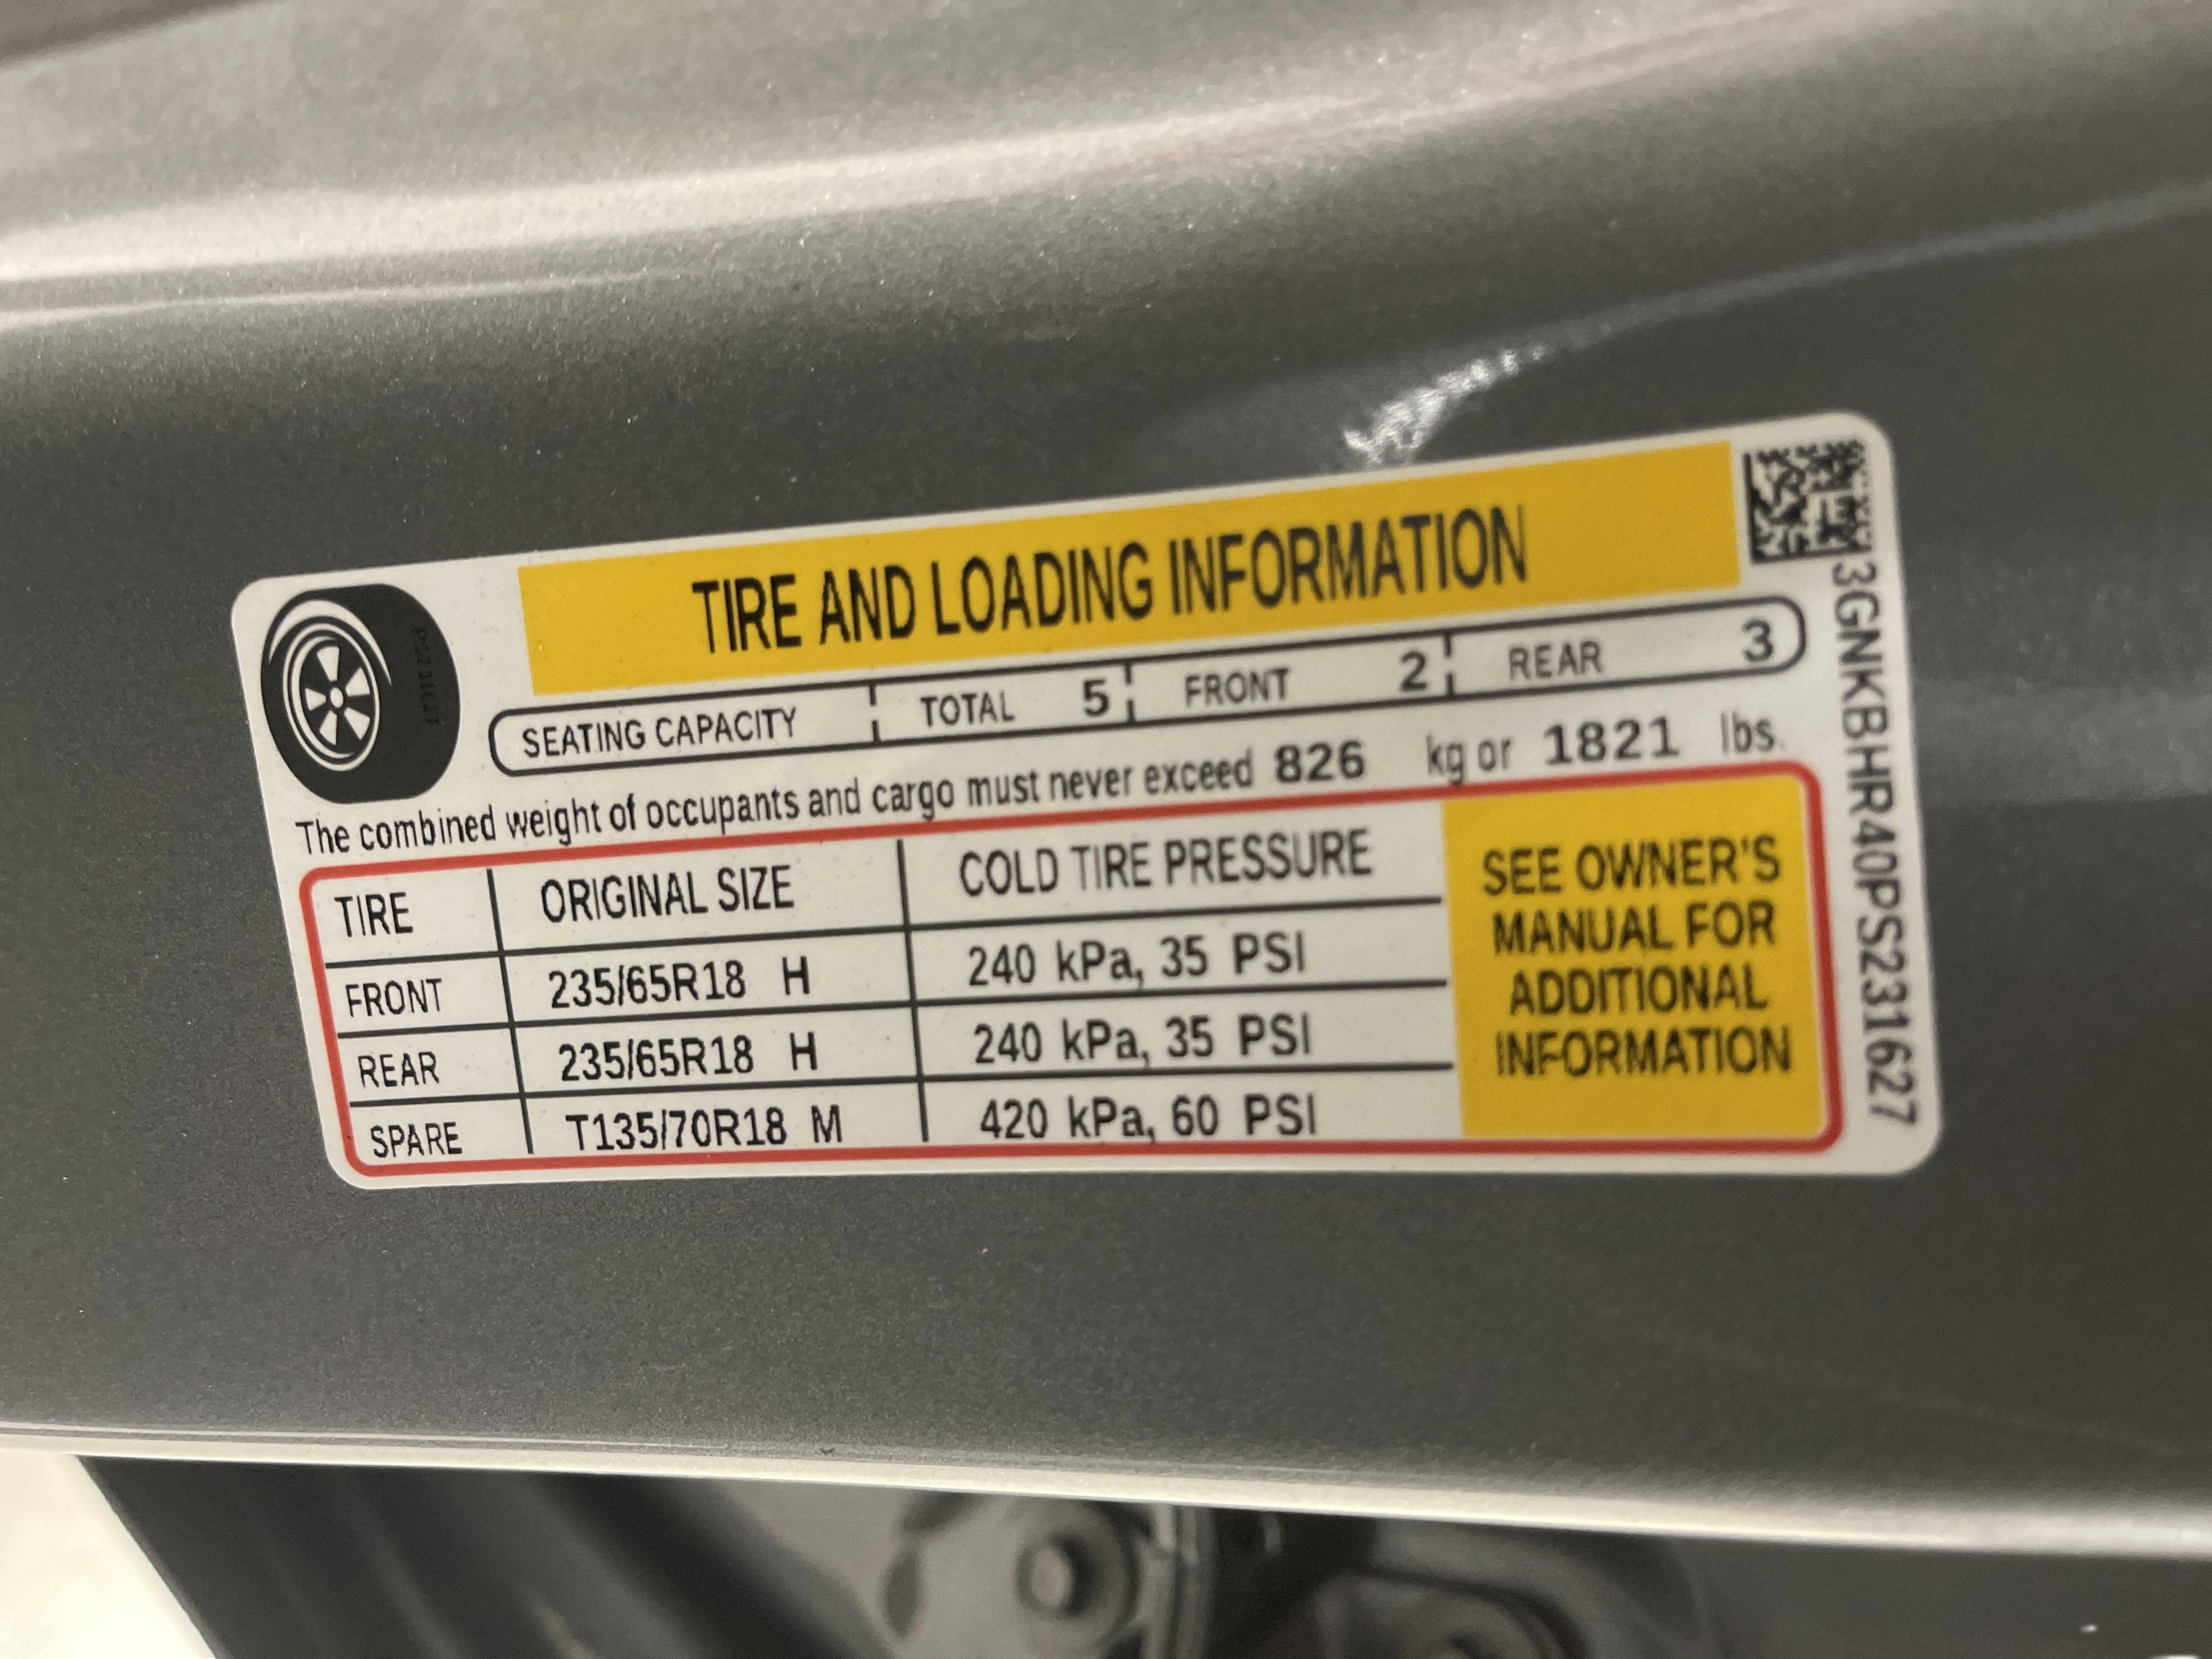 TIRE AND LOADING INFORMATION
SEATING CAPACITY TOTAL 5 FRONT 2 REAR 3
The combined weight of occupants and cargo must never exceed 826 kg or 1821 lbs.
TIRE ORIGINAL SIZE COLD TIRE PRESSURE
FRONT 235/65R18 H 240 kPa, 35 PSI
REAR 235/65R18 H 240 kPa, 35 PSI
SPARE T135/70R18 M 420 kPa, 60 PSI
SEE OWNER'S
MANUAL FOR
ADDITIONAL
INFORMATION
3GNKBHR40PS231627
PS231627